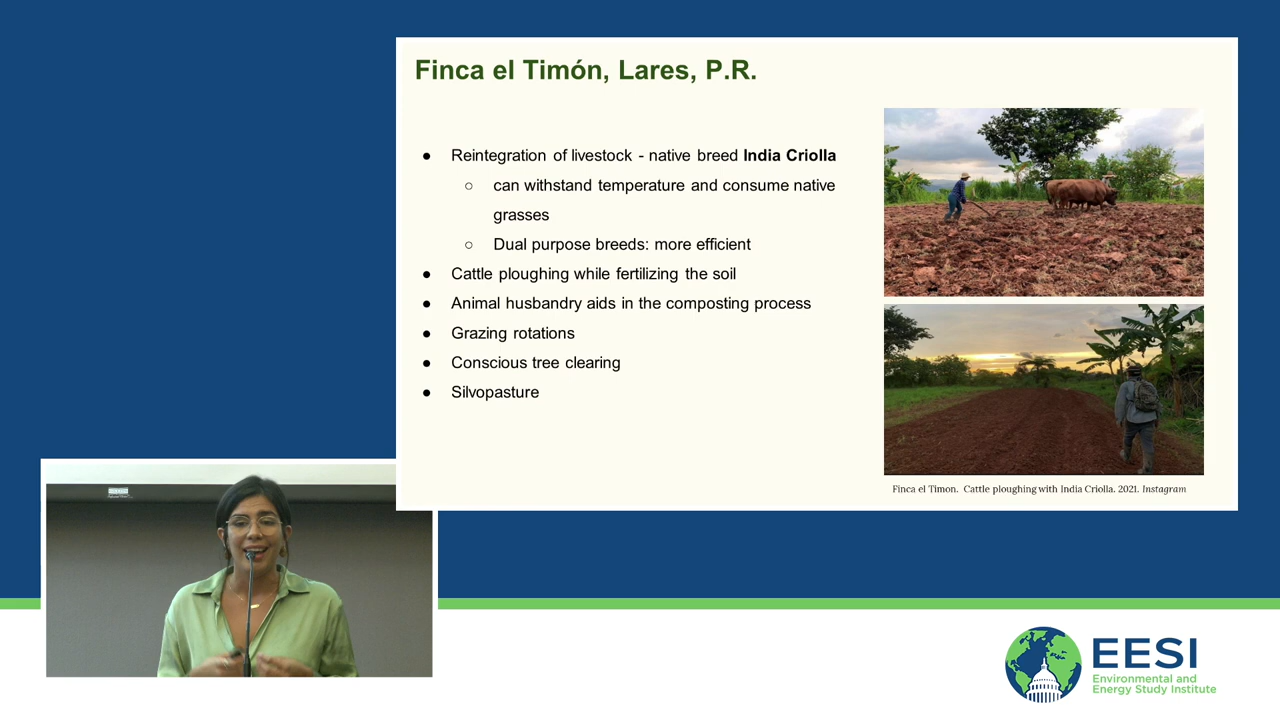 Finca el Timón, Lares, P.R.
● Reintegration of livestock - native breed India Criolla
○ can withstand temperature and consume native
grasses
○ Dual purpose breeds: more efficient
● Cattle ploughing while fertilizing the soil
● Animal husbandry aids in the composting process
● Grazing rotations
● Conscious tree clearing
● Silvopasture
Finca el Timon. Cattle ploughing with India Criolla. 2021. Instagram
EESI
Environmental and
Energy Study Institute